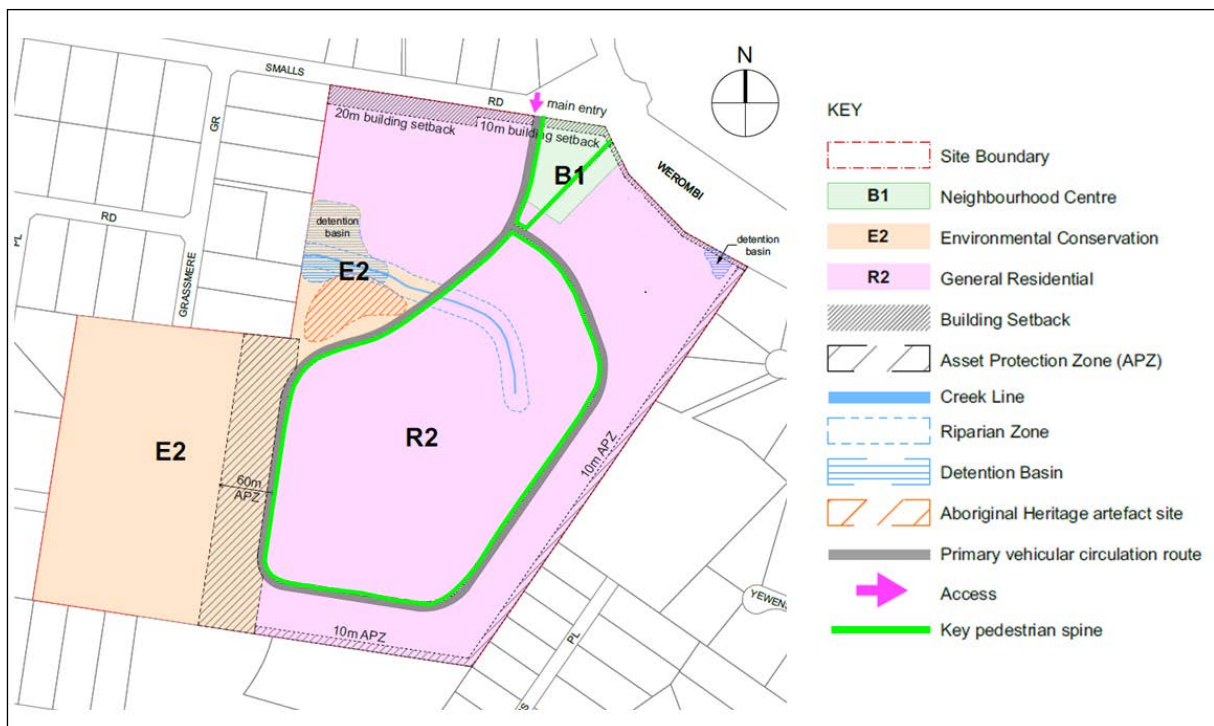 SMALLS
RD
main entry
N
20m building setback
10m building setback
GR
B1
WEROMBI
RD
PL
detention
basin
detention
basin
E2
GRASSMERE
R2
E2
10m APZ
60m
APZ
10m APZ
YEWENS
PL
KEY
Site Boundary
B1 Neighbourhood Centre
E2 Environmental Conservation
R2 General Residential
Building Setback
Asset Protection Zone (APZ)
Creek Line
Riparian Zone
Detention Basin
Aboriginal Heritage artefact site
Primary vehicular circulation route
Access
Key pedestrian spine